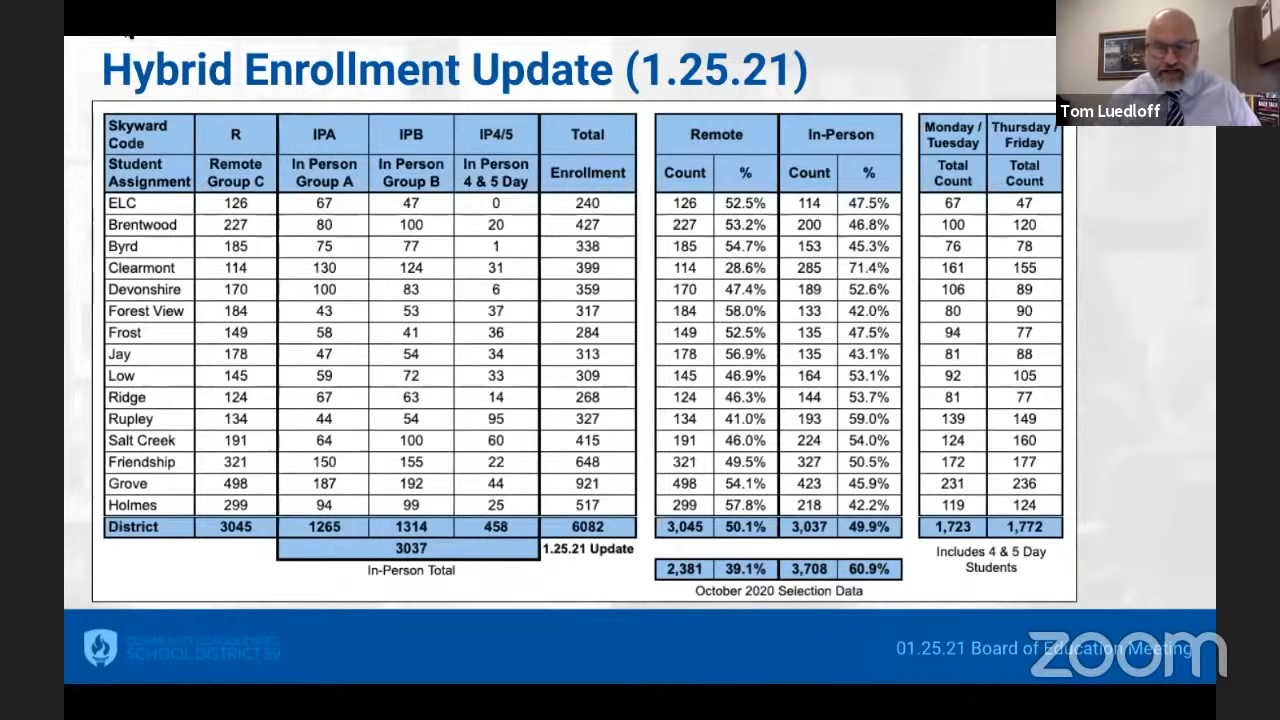 Hybrid Enrollment Update (1.25.21)
Tom Luedloff
Skyward Code R IPA IPB IP4/5 Total Remote In-Person Monday / Tuesday Thursday / Friday
Student Assignment Remote Group C In Person Group A In Person Group B In Person 4 & 5 Day Enrollment Count % Count % Total Count Total Count
ELC 126 67 47 0 240 126 52.5% 114 47.5% 67 47
Brentwood 227 80 100 20 427 227 53.2% 200 46.8% 100 120
Byrd 185 75 77 1 338 185 54.7% 153 45.3% 76 78
Clearmont 114 130 124 31 399 114 28.6% 285 71.4% 161 155
Devonshire 170 100 83 6 359 170 47.4% 189 52.6% 106 89
Forest View 184 43 53 37 317 184 58.0% 133 42.0% 80 90
Frost 149 58 41 36 284 149 52.5% 135 47.5% 94 77
Jay 178 47 54 34 313 178 56.9% 135 43.1% 81 88
Low 145 59 72 33 309 145 46.9% 164 53.1% 92 105
Ridge 124 67 63 14 268 124 46.3% 144 53.7% 81 77
Rupley 134 44 54 95 327 134 41.0% 193 59.0% 139 149
Salt Creek 191 64 100 60 415 191 46.0% 224 54.0% 124 160
Friendship 321 150 155 22 648 321 49.5% 327 50.5% 172 177
Grove 498 187 192 44 921 498 54.1% 423 45.9% 231 236
Holmes 299 94 99 25 517 299 57.8% 218 42.2% 119 124
District 3045 1265 1314 458 6082 3,045 50.1% 3,037 49.9% 1,723 1,772
3037 1.25.21 Update
In-Person Total
2,381 39.1% 3,708 60.9%
October 2020 Selection Data
Includes 4 & 5 Day
Students
COMMUNITY CONSOLIDATED
SCHOOL DISTRICT 59
01.25.21 Board of Education Meeting
zoom